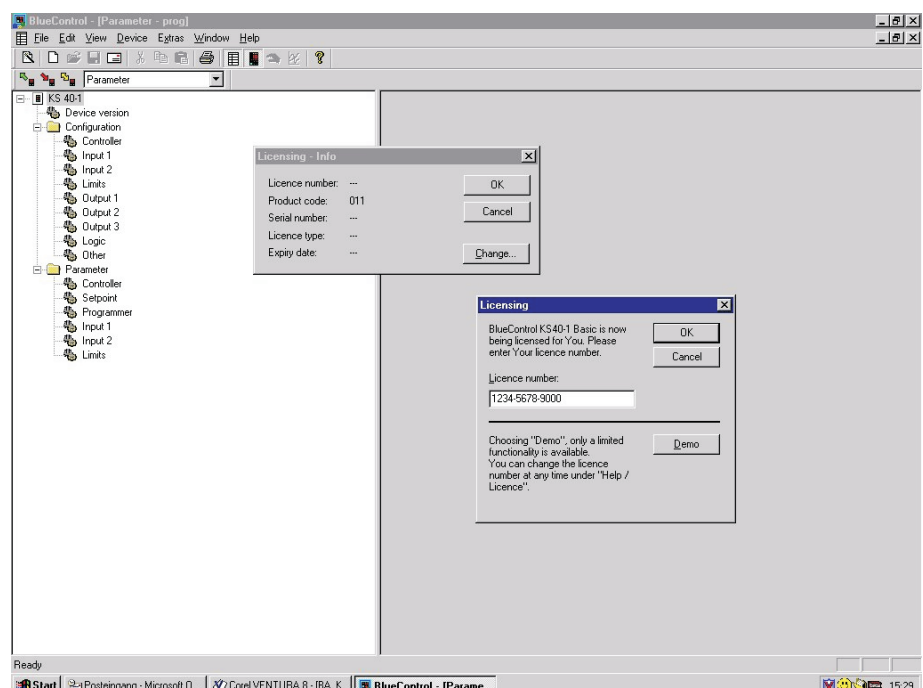 BlueControl - [Parameter - prog]
File Edit View Device Extras Window Help
Parameter
KS 40-1
Device version
Configuration
Controller
Input 1
Input 2
Limits
Output 1
Output 2
Output 3
Logic
Other
Parameter
Controller
Setpoint
Programmer
Input 1
Input 2
Limits
Licensing - Info
Licence number: ---
Product code: 011
Serial number: ---
Licence type: ---
Expiry date: ---
OK
Cancel
Change...
Licensing
BlueControl KS40-1 Basic is now
being licensed for You. Please
enter Your licence number.
OK
Cancel
Licence number:
1234-5678-9000
Choosing "Demo", only a limited
functionality is available.
You can change the licence
number at any time under "Help /
Licence".
Demo
Ready
Start Posteingang - Microsoft O... Corel VENTURA 8 - [BA_K... BlueControl - [Parame... 15:29